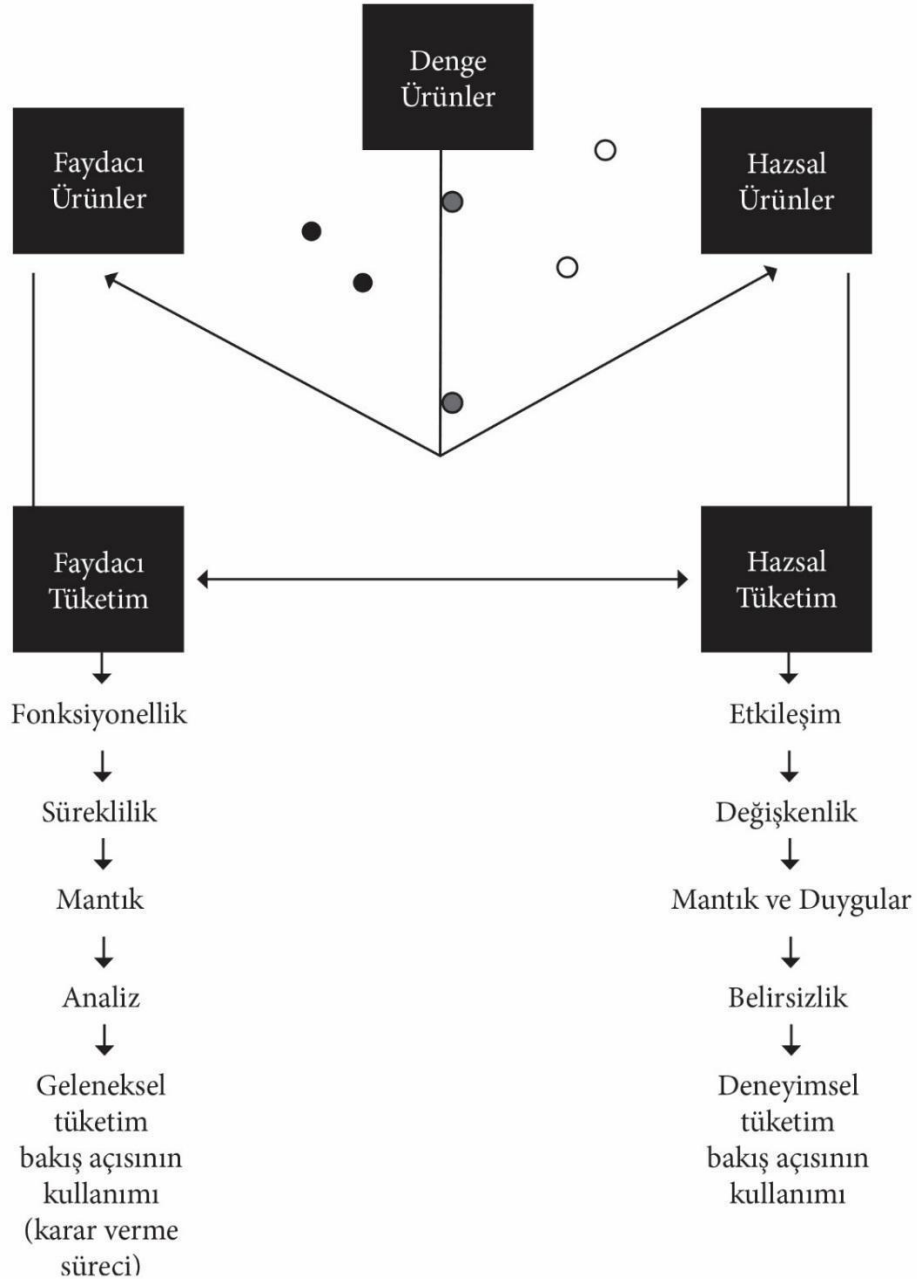 Denge
Ürünler
Faydacı
Ürünler
Hazsal
Ürünler
Faydacı
Tüketim
Hazsal
Tüketim
Fonksiyonellik
Süreklilik
Mantık
Analiz
Geleneksel
tüketim
bakış açısının
kullanımı
(karar verme
süreci)
Etkileşim
Değişkenlik
Mantık ve Duygular
Belirsizlik
Deneyimsel
tüketim
bakış açısının
kullanımı